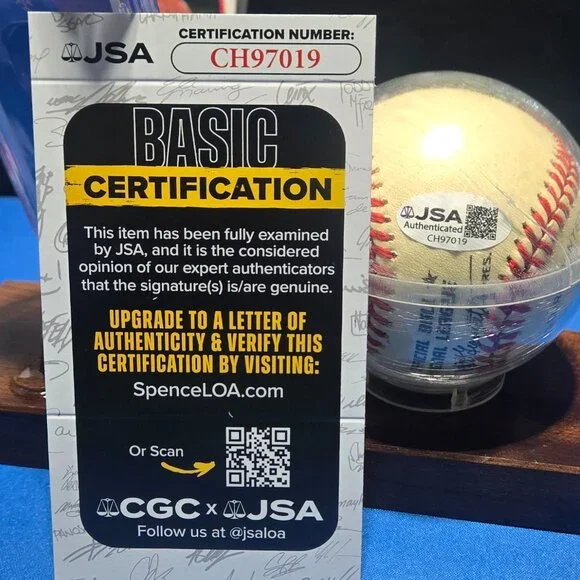 JSA
CERTIFICATION NUMBER:
CH97019
BASIC
CERTIFICATION
This item has been fully examined
by JSA, and it is the considered
opinion of our expert authenticators
that the signature(s) is/are genuine.
UPGRADE TO A LETTER OF
AUTHENTICITY & VERIFY THIS
CERTIFICATION BY VISITING:
SpenceLOA.com
Or Scan
CGC x JSA
Follow us at @jsaloa
JSA
Authenticated
CH97019
PRES.